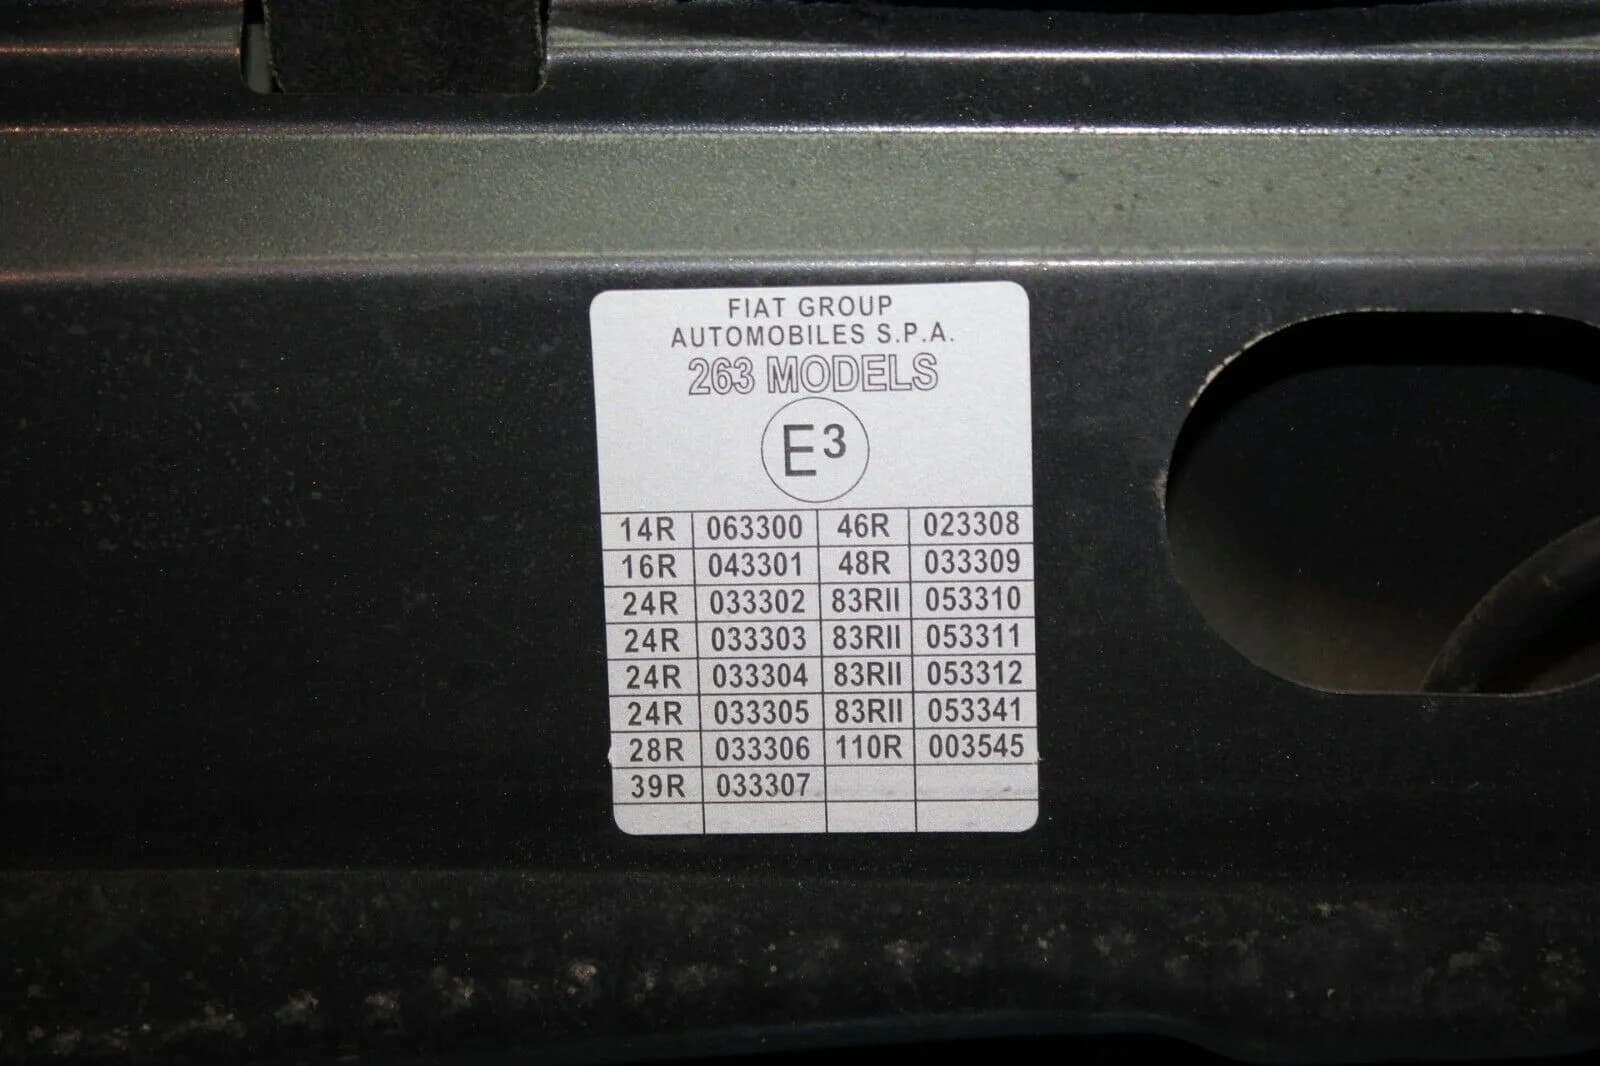 FIAT GROUP
AUTOMOBILES S.P.A.
263 MODELS
E3
14R 063300 46R 023308
16R 043301 48R 033309
24R 033302 83RII 053310
24R 033303 83RII 053311
24R 033304 83RII 053312
24R 033305 83RII 053341
28R 033306 110R 003545
39R 033307